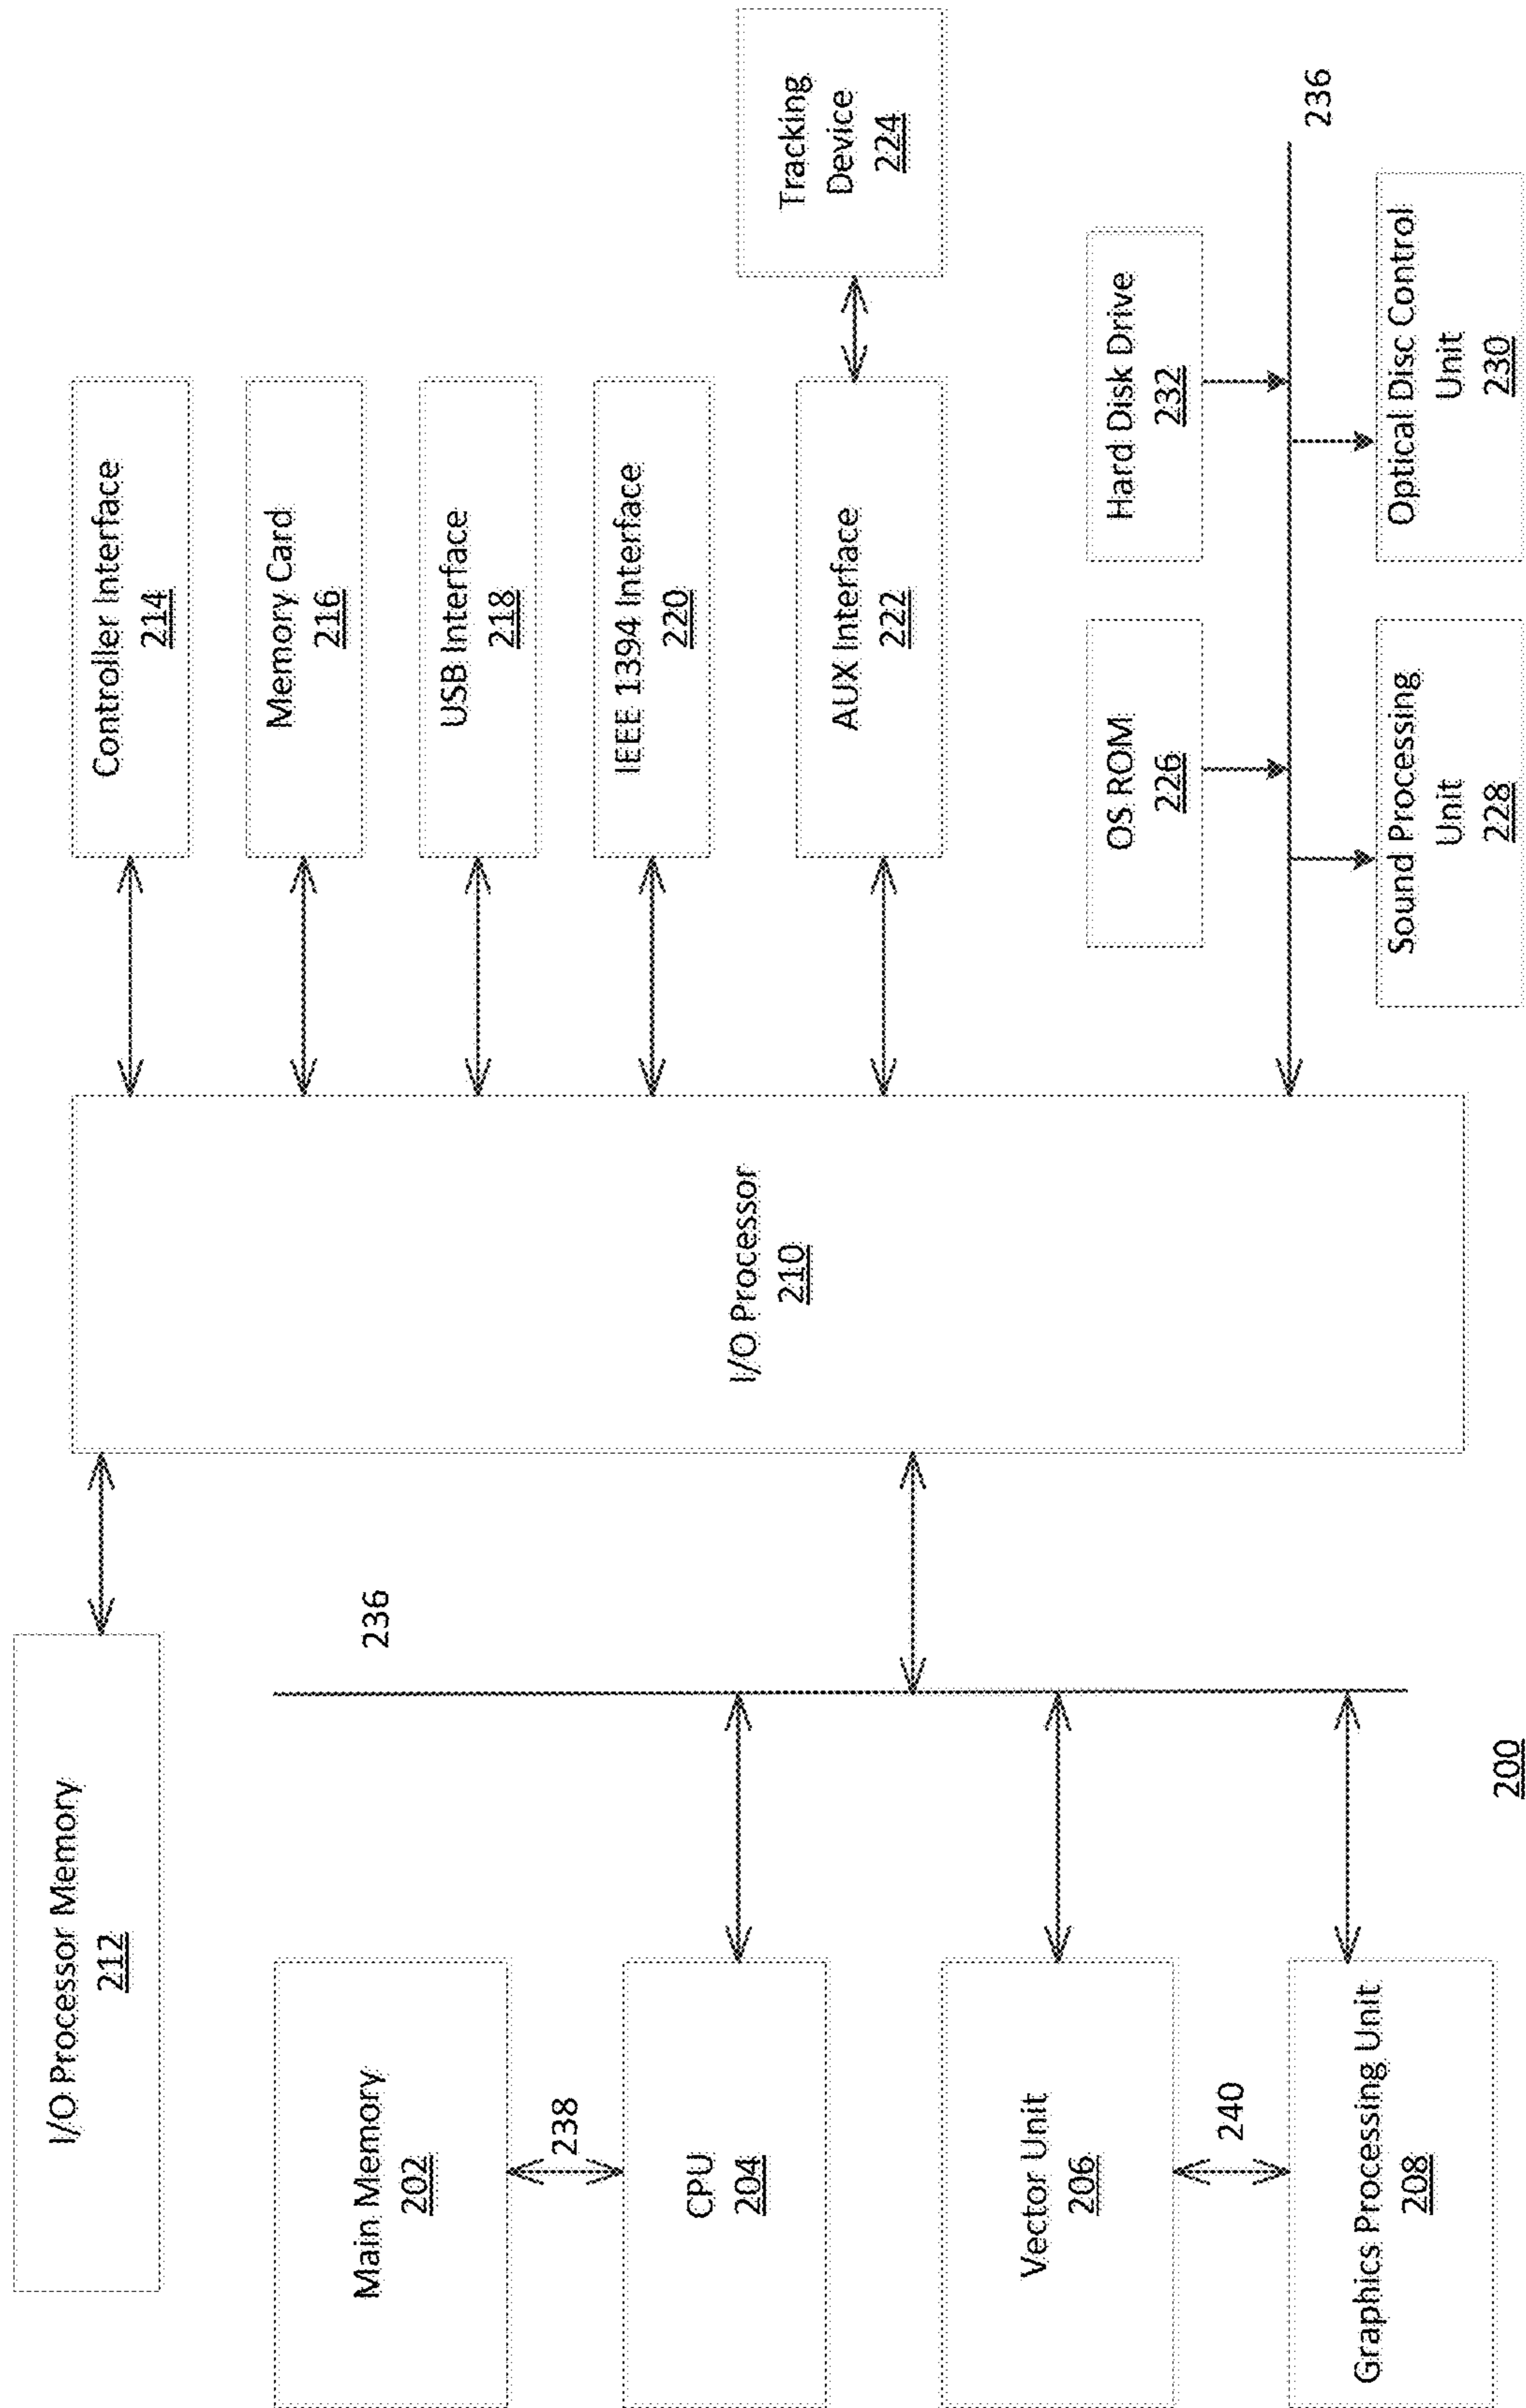 I/O Processor Memory
212
Main Memory
202
238
CPU
204
Vector Unit
206
240
Graphics Processing Unit
208
236
200
I/O Processor
210
Controller Interface
214
Memory Card
216
USB Interface
218
IEEE 1394 Interface
220
AUX Interface
222
Tracking
Device
224
OS ROM
226
Hard Disk Drive
232
236
Sound Processing
Unit
228
Optical Disc Control
Unit
230